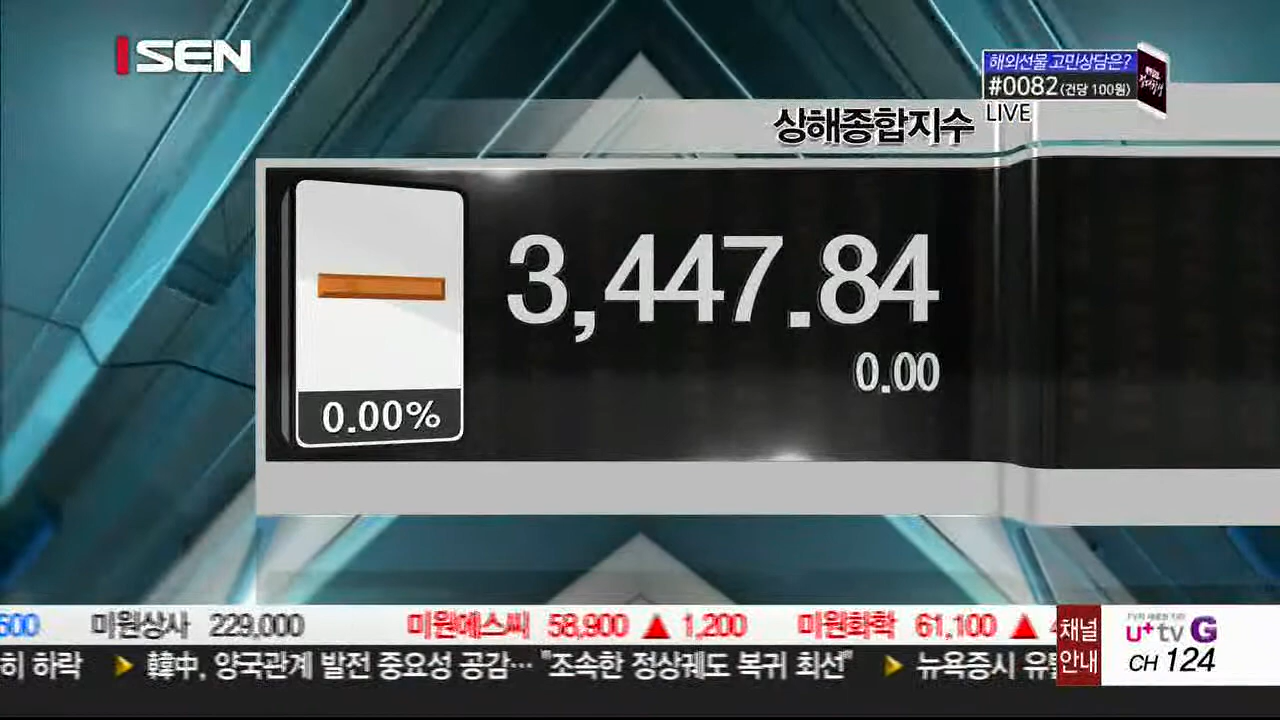 SEN
해외선물 고민상담은?
#0082 (건당 100원)
LIVE
상해종합지수
3,447.84
0.00
0.00%
500 미원상사 229,000 미원에스씨 58,900 ▲ 1,200 미원화학 61,100 ▲
히 하락 ▶ 韓中, 양국관계 발전 중요성 공감… "조속한 정상궤도 복귀 최선" ▶ 뉴욕증시
채널
안내
u+tv G
CH 124